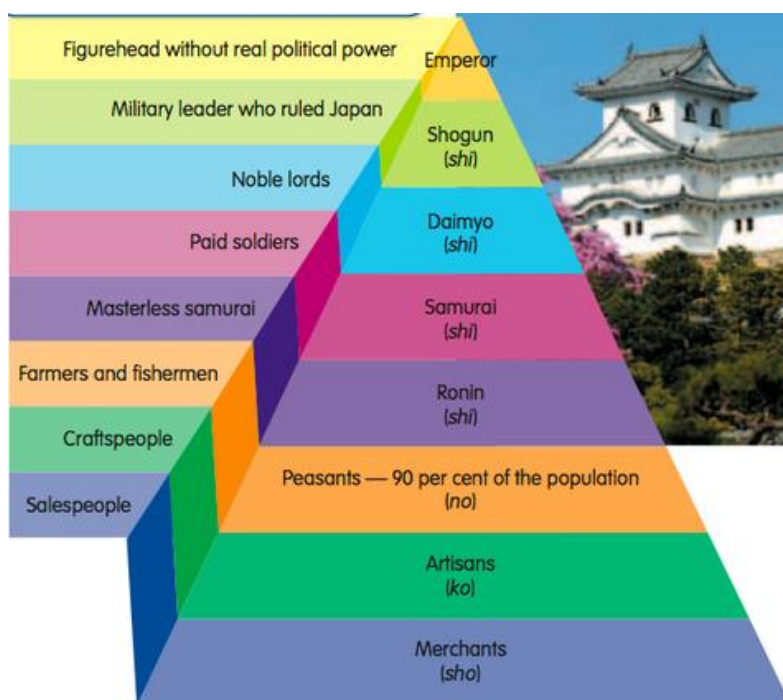 Figurehead without real political power
Emperor
Military leader who ruled Japan
Shogun
(shi)
Noble lords
Daimyo
(shi)
Paid soldiers
Samurai
(shi)
Masterless samurai
Ronin
(shi)
Farmers and fishermen
Peasants — 90 per cent of the population
(no)
Craftspeople
Artisans
(ko)
Salespeople
Merchants
(sho)